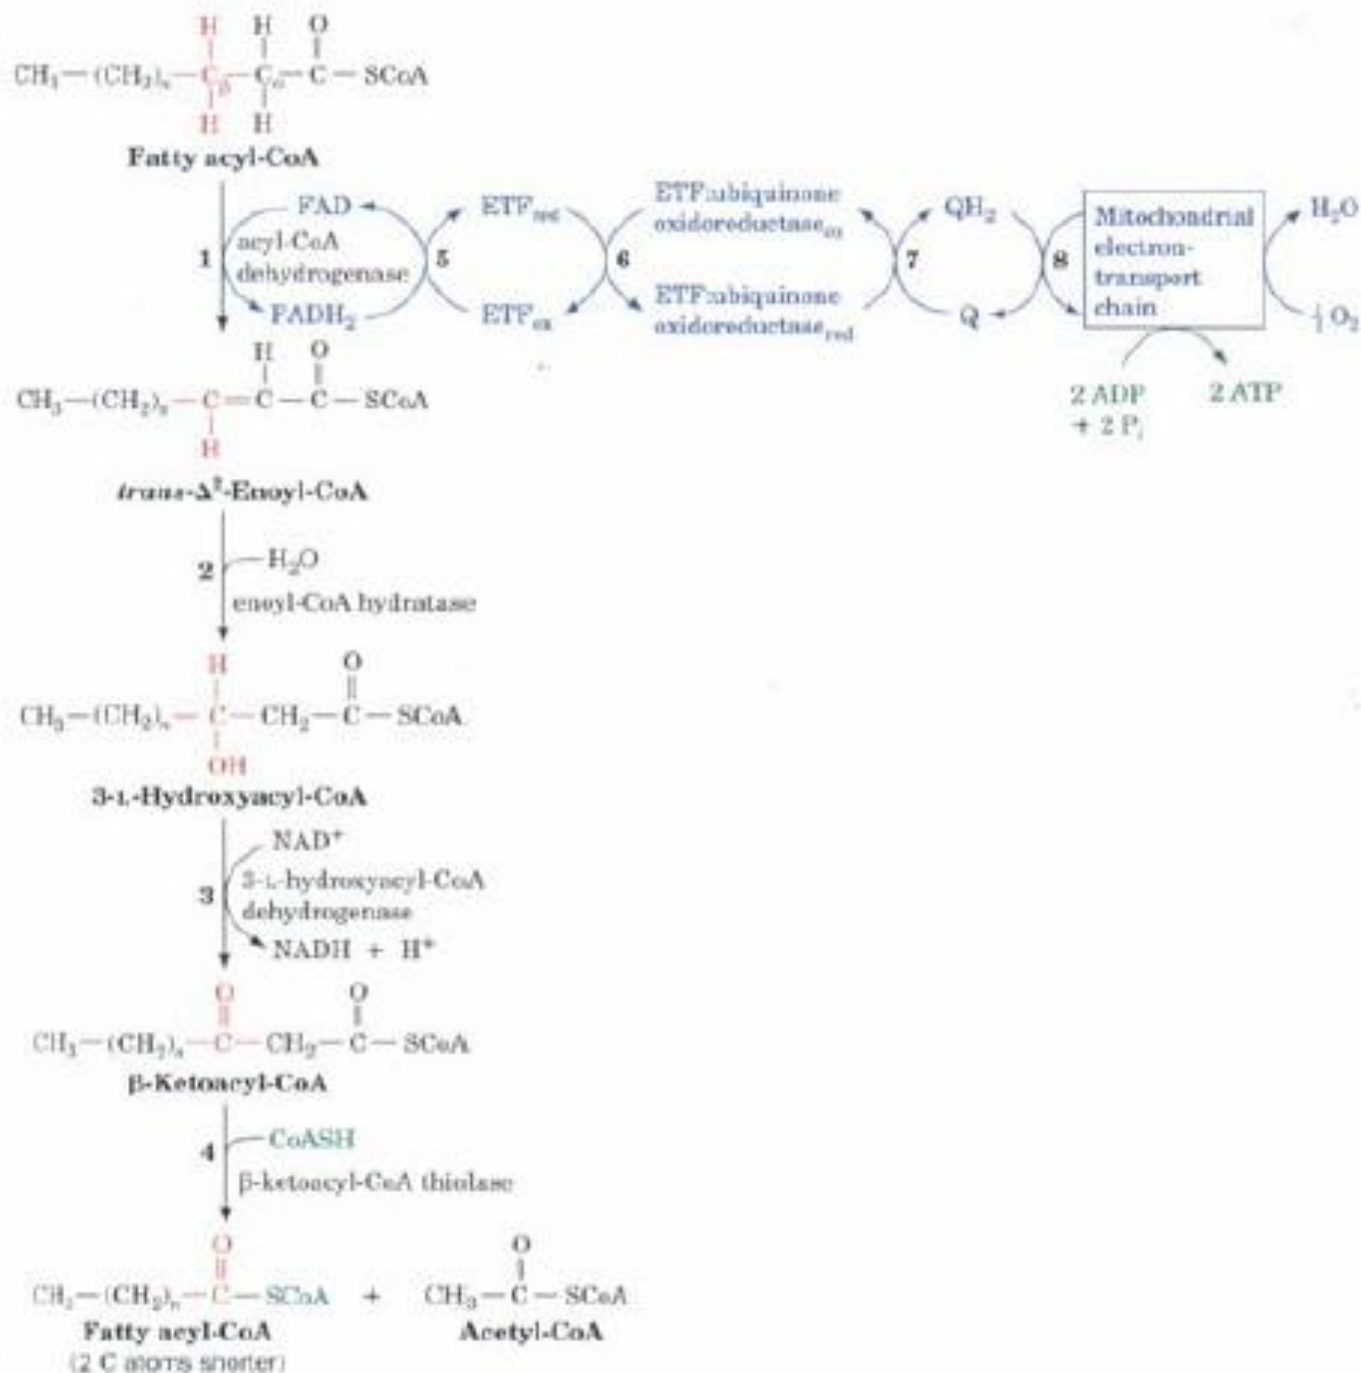 H H O
CH₃—(CH₂)ₙ—Cβ—Cα—C—SCoA
H H
Fatty acyl-CoA
FAD
ETFred
ETF:ubiquinone
oxidoreductaseox
QH₂
Mitochondrial
electron-
transport
chain
H₂O
1
acyl-CoA
dehydrogenase
5
6
7
8
FADH₂
ETFox
ETF:ubiquinone
oxidoreductasered
Q
½ O₂
2 ADP
+ 2 Pi
2 ATP
H O
CH₃—(CH₂)ₙ—C=C—C—SCoA
H
trans-Δ²-Enoyl-CoA
2
H₂O
enoyl-CoA hydratase
H O
CH₃—(CH₂)ₙ—C—CH₂—C—SCoA
OH
3-L-Hydroxyacyl-CoA
NAD⁺
3
3-L-hydroxyacyl-CoA
dehydrogenase
NADH + H⁺
O O
CH₃—(CH₂)ₙ—C—CH₂—C—SCoA
β-Ketoacyl-CoA
4
CoASH
β-ketoacyl-CoA thiolase
O O
CH₃—(CH₂)ₙ—C—SCoA + CH₃—C—SCoA
Fatty acyl-CoA Acetyl-CoA
(2 C atoms shorter)